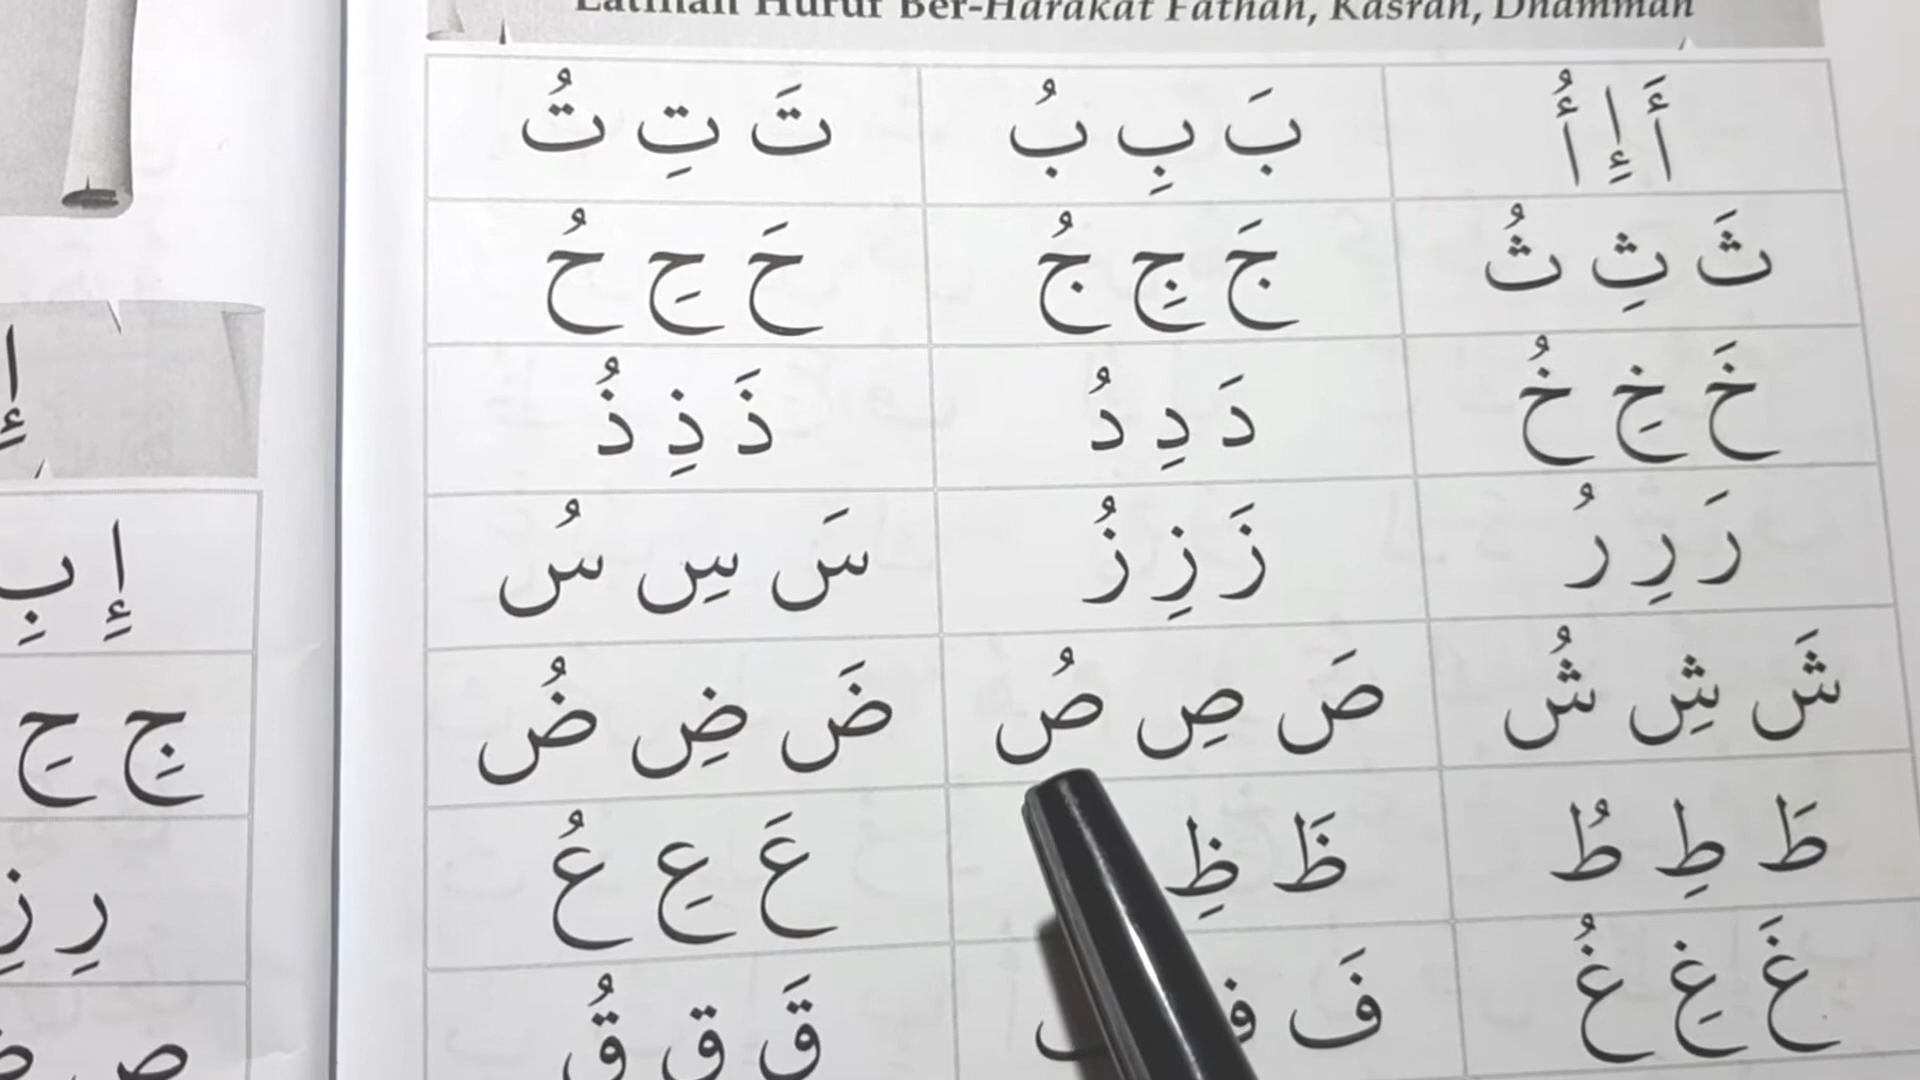 Latihan Huruf Ber-Harakat Fathah, Kasrah, Dhammah
أَ إِ أُ بَ بِ بُ تَ تِ تُ
ثَ ثِ ثُ جَ جِ جُ حَ حِ حُ
خَ خِ خُ دَ دِ دُ ذَ ذِ ذُ
رَ رِ رُ زَ زِ زُ سَ سِ سُ
شَ شِ شُ صَ صِ صُ ضَ ضِ ضُ
طَ طِ طُ ظَ ظِ عَ عِ عُ
غَ غِ غُ فَ قَ قِ قُ
إِ
إِ بِ
جِ حِ
رِ زِ